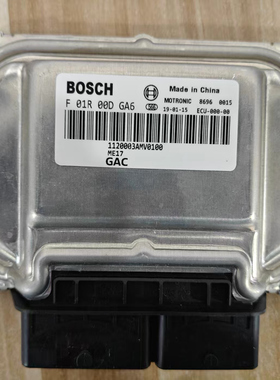 BOSCH
Made in China
MOTRONIC 8696 0015
F 01R 00D GA6
19-01-15 ECU-000-00
1120003AMV0100
ME17
GAC